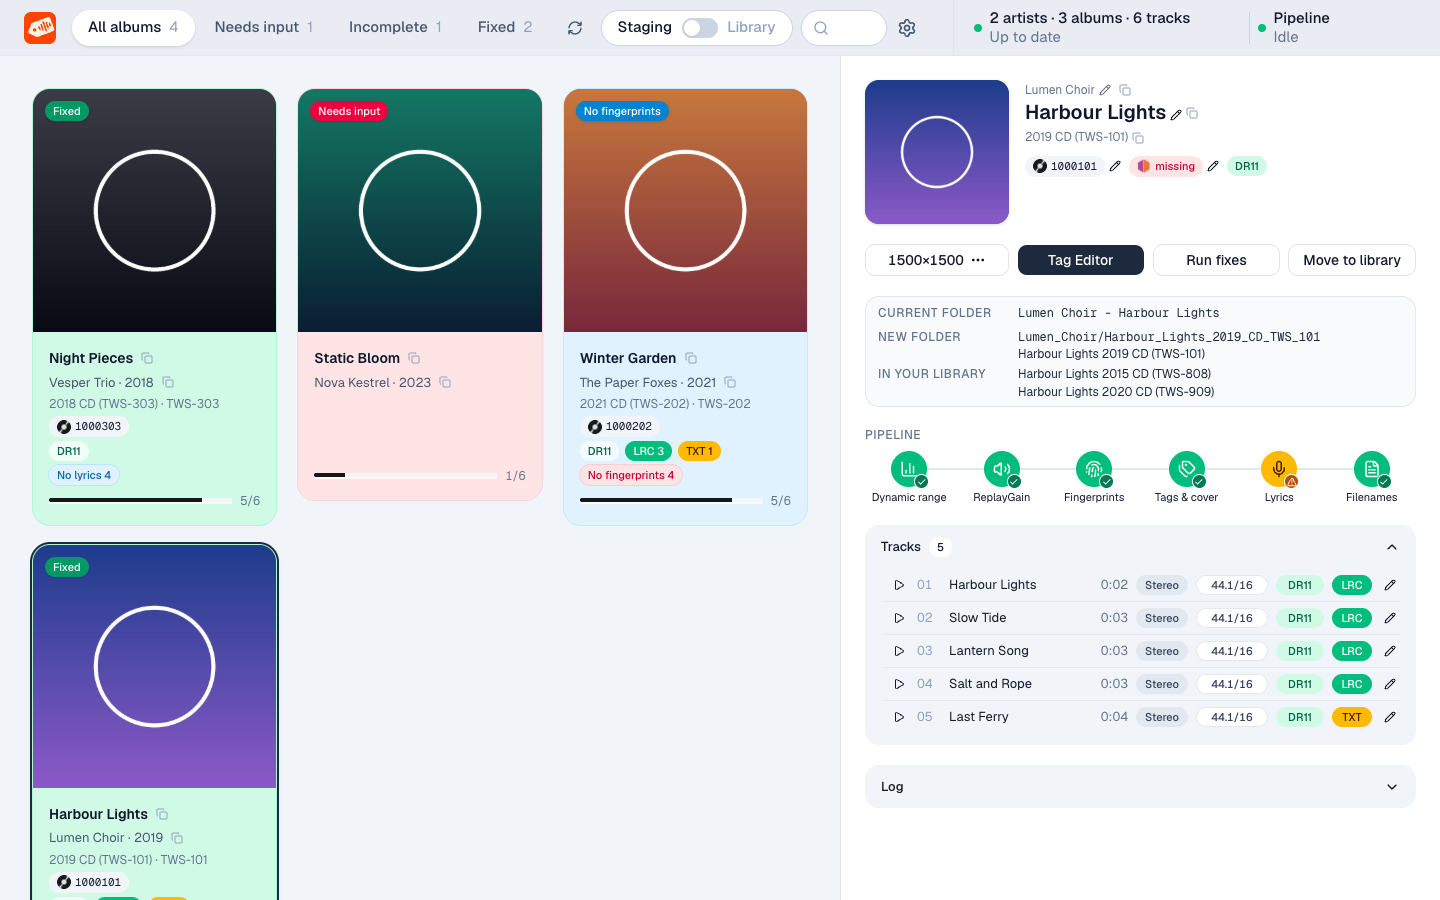 All albums 4
Needs input 1
Incomplete 1
Fixed 2
Staging
Library
2 artists · 3 albums · 6 tracks
Up to date
Pipeline
Idle
Fixed
Night Pieces
Vesper Trio · 2018
2018 CD (TWS-303) · TWS-303
1000303
DR11
No lyrics 4
5/6
Needs input
Static Bloom
Nova Kestrel · 2023
1/6
No fingerprints
Winter Garden
The Paper Foxes · 2021
2021 CD (TWS-202) · TWS-202
1000202
DR11 LRC 3 TXT 1
No fingerprints 4
5/6
Fixed
Harbour Lights
Lumen Choir · 2019
2019 CD (TWS-101) · TWS-101
1000101
Lumen Choir
Harbour Lights
2019 CD (TWS-101)
1000101 missing DR11
1500×1500 ···
Tag Editor
Run fixes
Move to library
CURRENT FOLDER Lumen Choir - Harbour Lights
NEW FOLDER Lumen_Choir/Harbour_Lights_2019_CD_TWS_101
Harbour Lights 2019 CD (TWS-101)
IN YOUR LIBRARY Harbour Lights 2015 CD (TWS-808)
Harbour Lights 2020 CD (TWS-909)
PIPELINE
Dynamic range
ReplayGain
Fingerprints
Tags & cover
Lyrics
Filenames
Tracks 5
01 Harbour Lights 0:02 Stereo 44.1/16 DR11 LRC
02 Slow Tide 0:03 Stereo 44.1/16 DR11 LRC
03 Lantern Song 0:03 Stereo 44.1/16 DR11 LRC
04 Salt and Rope 0:03 Stereo 44.1/16 DR11 LRC
05 Last Ferry 0:04 Stereo 44.1/16 DR11 TXT
Log